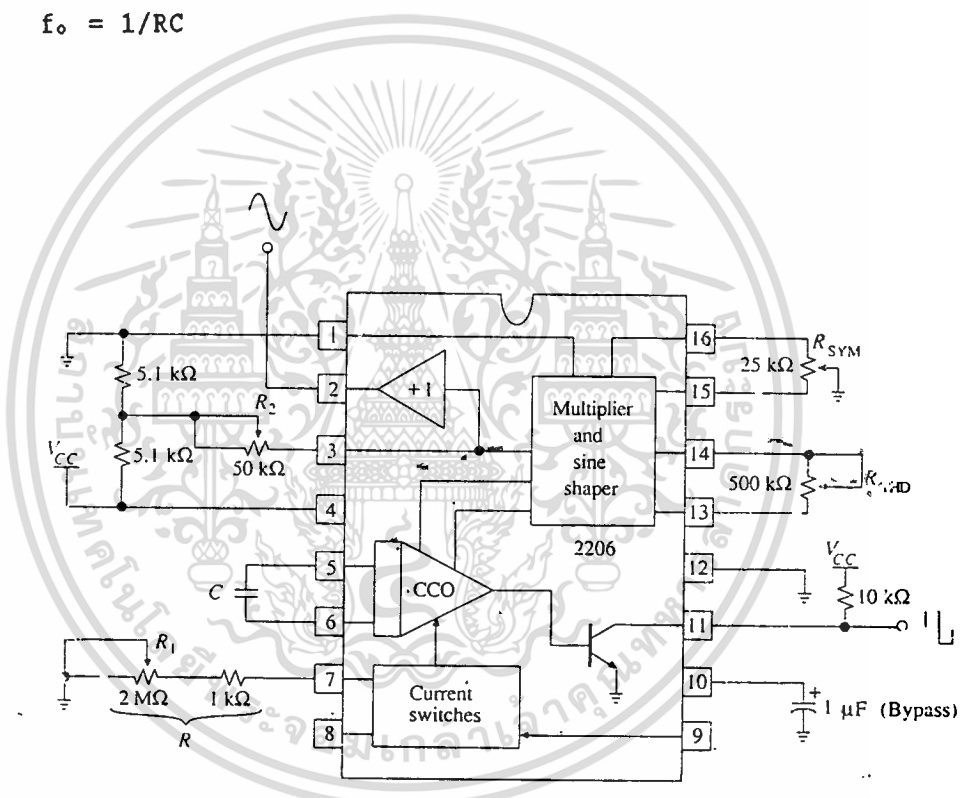 f₀ = 1/RC
1
2
3
4
5
6
7
8
16
15
14
13
12
11
10
9
5.1 kΩ
5.1 kΩ
V_CC
R₂
50 kΩ
+1
Multiplier
and
sine
shaper
2206
R_SYM
25 kΩ
500 kΩ
V_CC
10 kΩ
C
CCO
R₁
2 MΩ
1 kΩ
R
Current
switches
+
1 μF (Bypass)